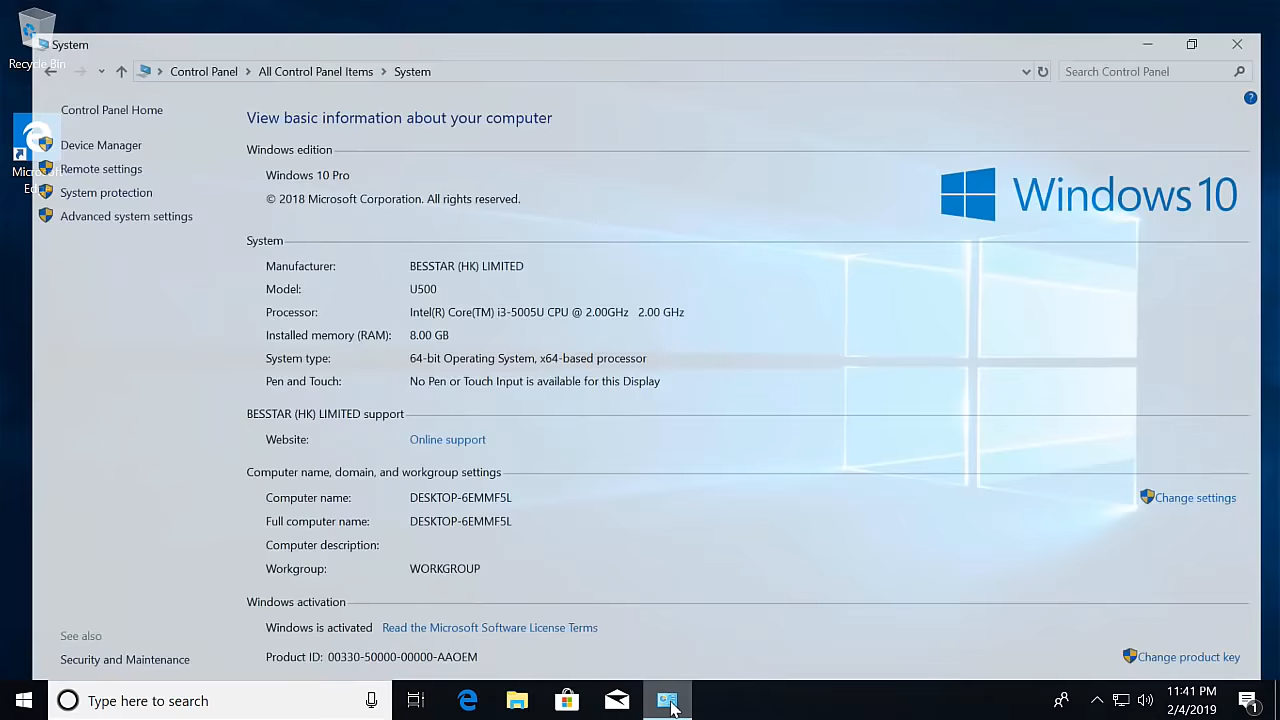 Recycle Bin
System
Control Panel
All Control Panel Items
System
Search Control Panel
?
Control Panel Home
Device Manager
Remote settings
System protection
Advanced system settings
View basic information about your computer
Windows edition
Windows 10 Pro
© 2018 Microsoft Corporation. All rights reserved.
Windows 10
System
Manufacturer: BESSTAR (HK) LIMITED
Model: U500
Processor: Intel(R) Core(TM) i3-5005U CPU @ 2.00GHz 2.00 GHz
Installed memory (RAM): 8.00 GB
System type: 64-bit Operating System, x64-based processor
Pen and Touch: No Pen or Touch Input is available for this Display
BESSTAR (HK) LIMITED support
Website: Online support
Computer name, domain, and workgroup settings
Computer name: DESKTOP-6EMMF5L
Change settings
Full computer name: DESKTOP-6EMMF5L
Computer description:
Workgroup: WORKGROUP
Windows activation
Windows is activated Read the Microsoft Software License Terms
Product ID: 00330-50000-00000-AAOEM
Change product key
See also
Security and Maintenance
Type here to search
11:41 PM
2/4/2019
1